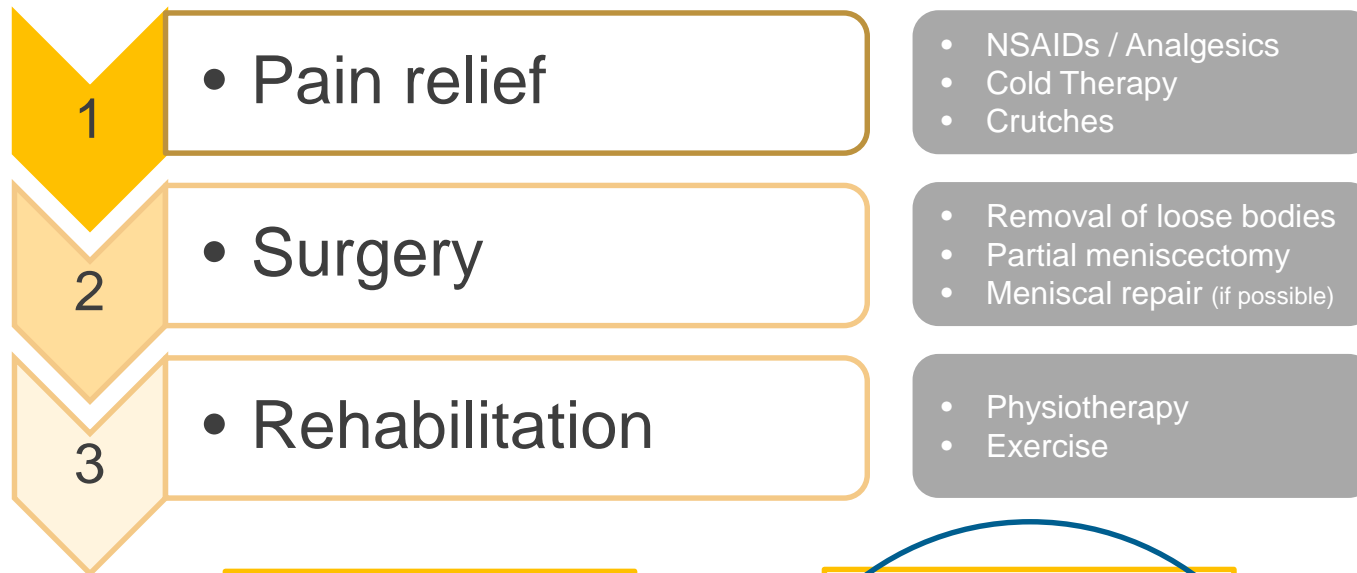 1
• Pain relief
• NSAIDs / Analgesics
• Cold Therapy
• Crutches
2
• Surgery
• Removal of loose bodies
• Partial meniscectomy
• Meniscal repair (if possible)
3
• Rehabilitation
• Physiotherapy
• Exercise